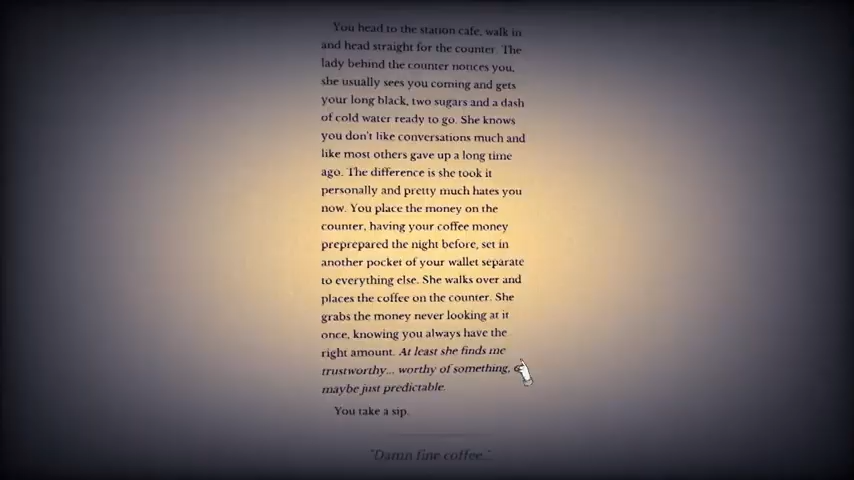 You head to the station cafe, walk in
and head straight for the counter. The
lady behind the counter notices you,
she usually sees you coming and gets
your long black, two sugars and a dash
of cold water ready to go. She knows
you don't like conversations much and
like most others gave up a long time
ago. The difference is she took it
personally and pretty much hates you
now. You place the money on the
counter, having your coffee money
preprepared the night before, set in
another pocket of your wallet separate
to everything else. She walks over and
places the coffee on the counter. She
grabs the money never looking at it
once, knowing you always have the
right amount. At least she finds me
trustworthy... worthy of something,
maybe just predictable.
You take a sip.
"Damn fine coffee."